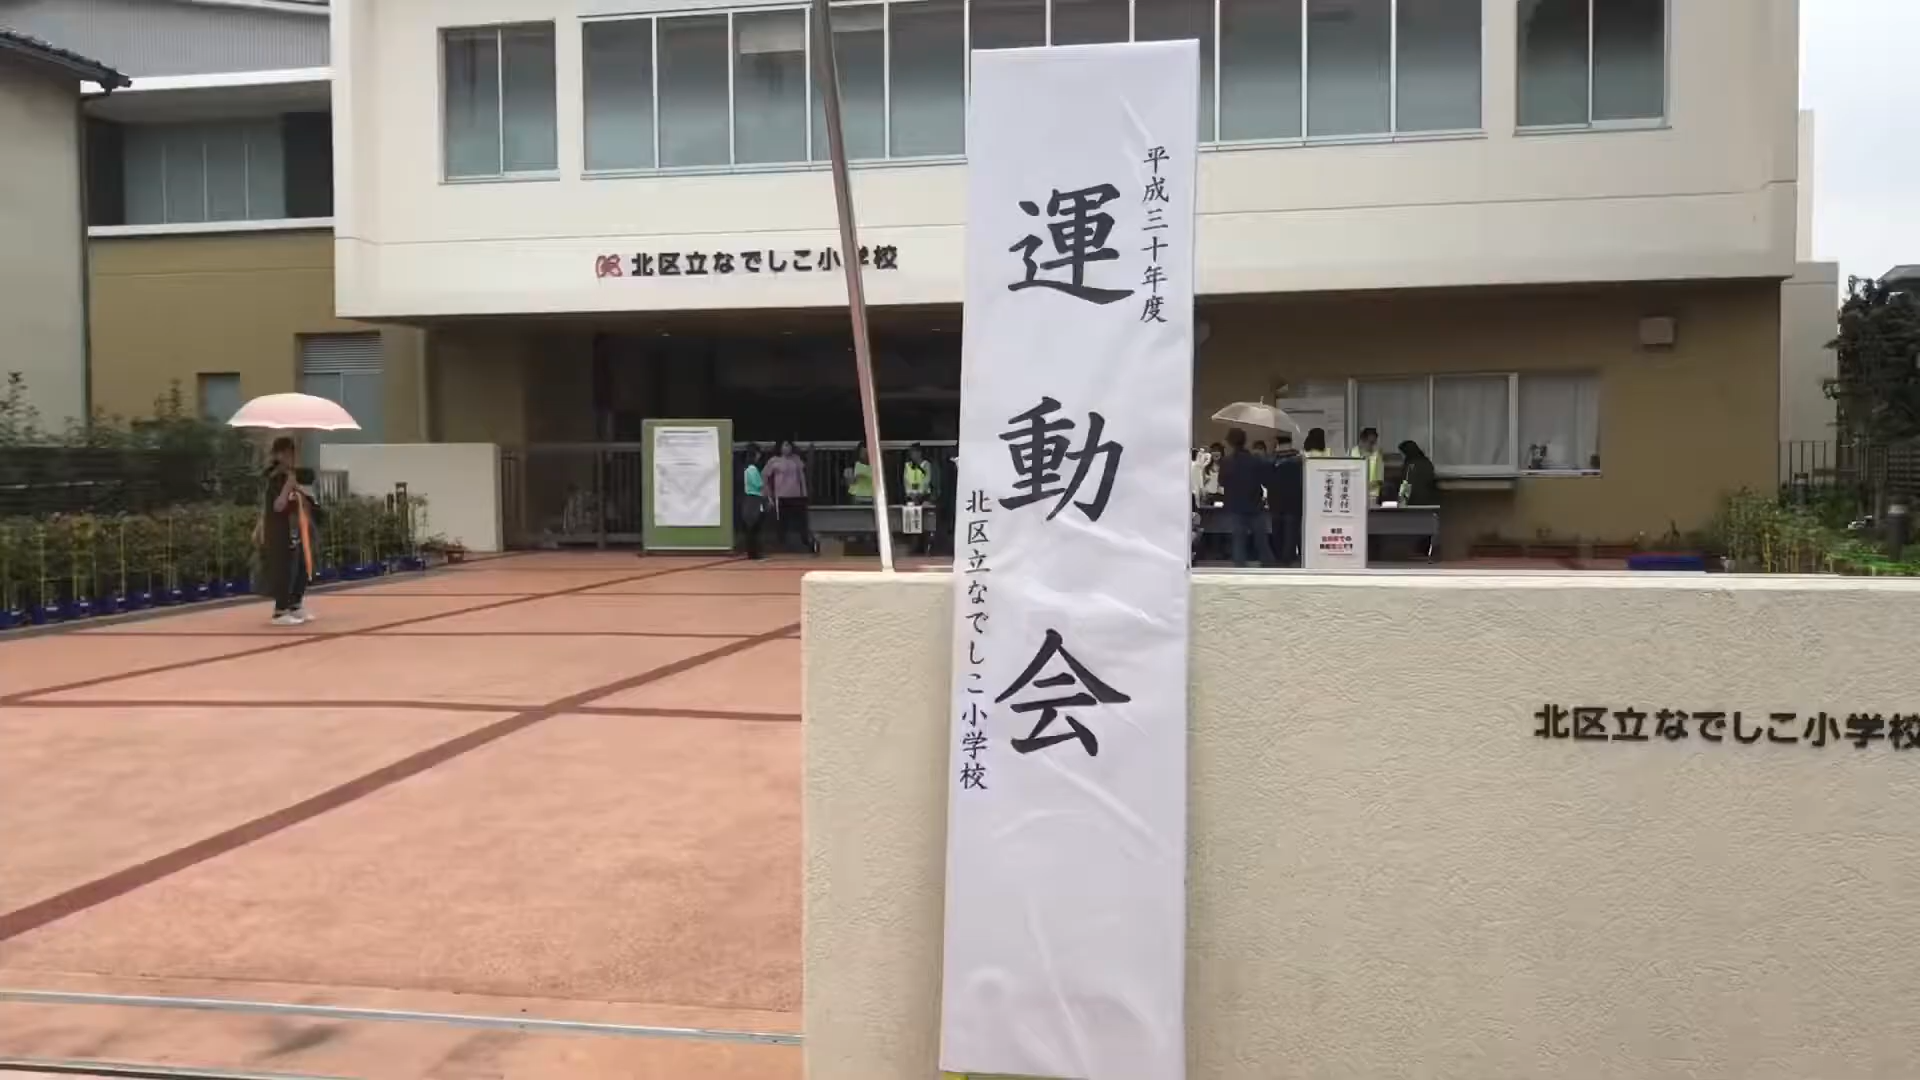 北区立なでしこ小学校
平成三十年度
運動会
北区立なでしこ小学校
北区立なでしこ小学校